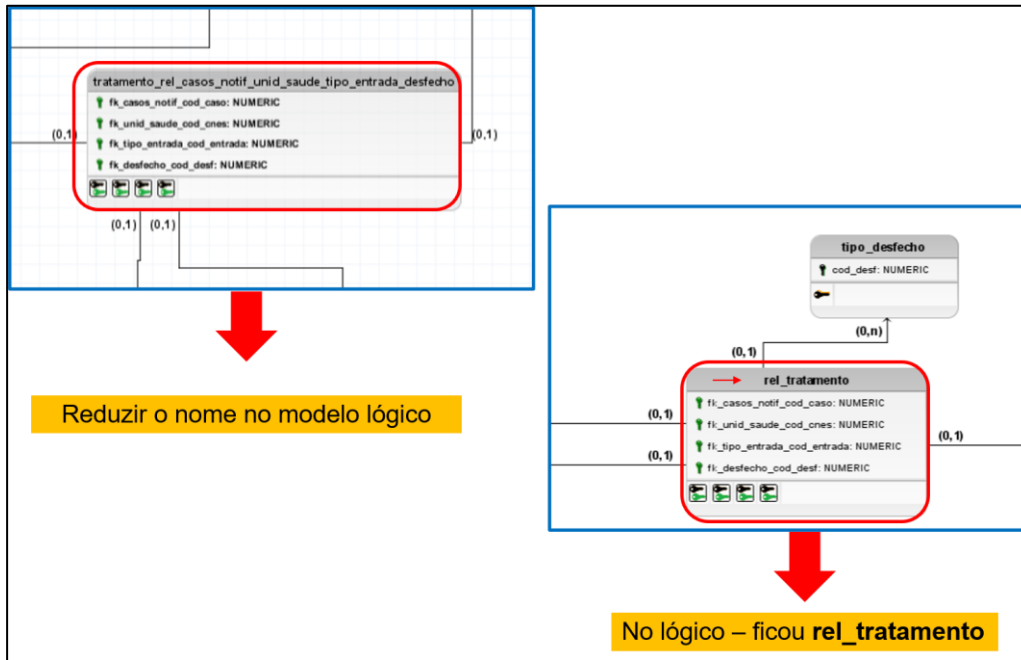 tratamento_rel_casos_notif_unid_saude_tipo_entrada_desfecho
fk_casos_notif_cod_caso: NUMERIC
fk_unid_saude_cod_cnes: NUMERIC
(0,1)
fk_tipo_entrada_cod_entrada: NUMERIC
(0,1)
fk_desfecho_cod_desf: NUMERIC
(0,1)
(0,1)
Reduzir o nome no modelo lógico
tipo_desfecho
cod_desf: NUMERIC
(0,n)
(0,1)
rel_tratamento
fk_casos_notif_cod_caso: NUMERIC
(0,1)
fk_unid_saude_cod_cnes: NUMERIC
fk_tipo_entrada_cod_entrada: NUMERIC
(0,1)
(0,1)
fk_desfecho_cod_desf: NUMERIC
No lógico – ficou rel_tratamento